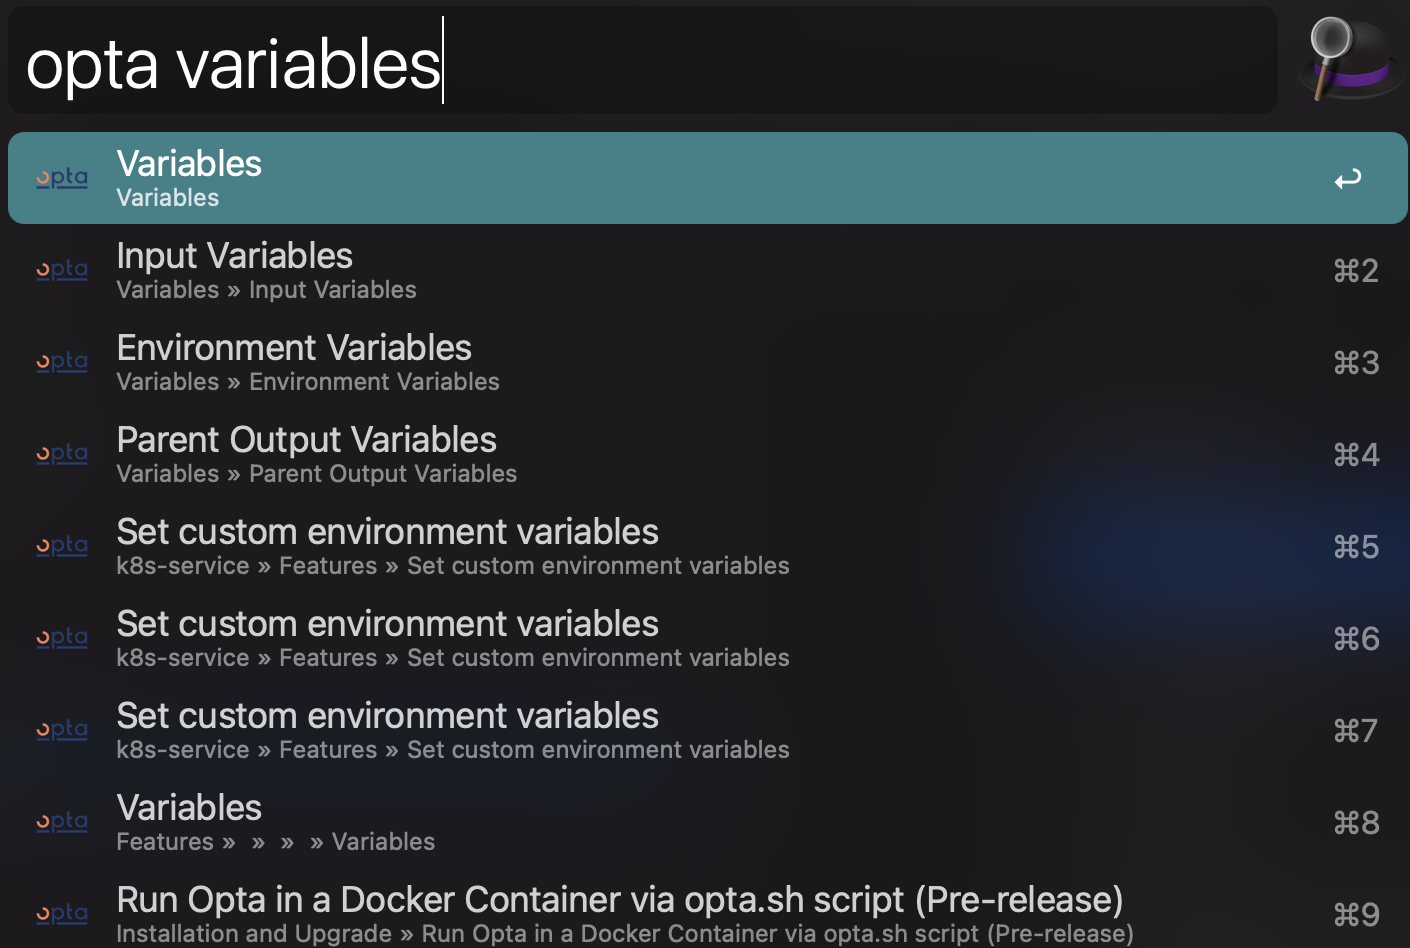 opta variables
opta Variables ↩
Variables
opta Input Variables ⌘2
Variables » Input Variables
opta Environment Variables ⌘3
Variables » Environment Variables
opta Parent Output Variables ⌘4
Variables » Parent Output Variables
opta Set custom environment variables ⌘5
k8s-service » Features » Set custom environment variables
opta Set custom environment variables ⌘6
k8s-service » Features » Set custom environment variables
opta Set custom environment variables ⌘7
k8s-service » Features » Set custom environment variables
opta Variables ⌘8
Features » » » » Variables
opta Run Opta in a Docker Container via opta.sh script (Pre-release) ⌘9
Installation and Upgrade » Run Opta in a Docker Container via opta.sh script (Pre-release)